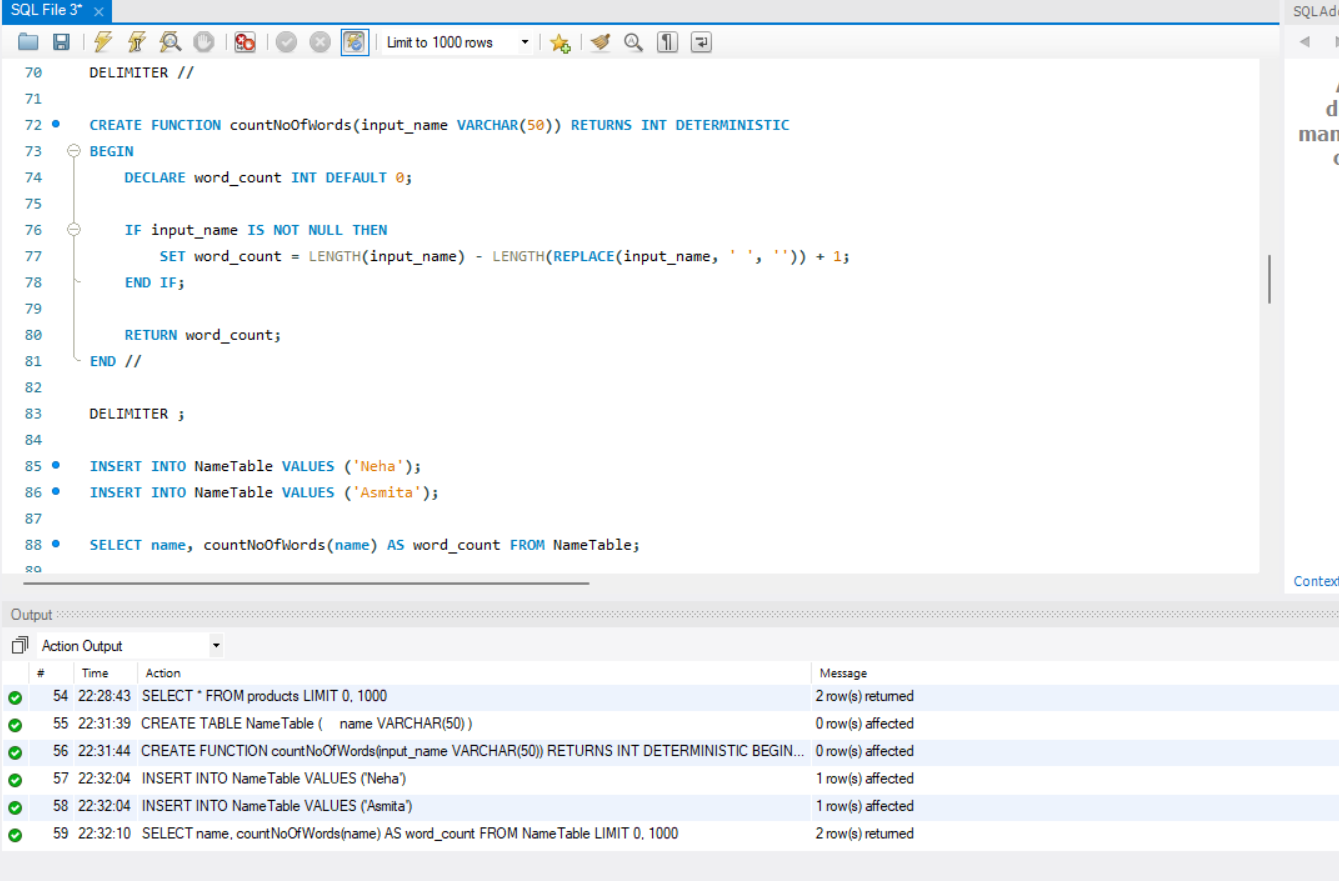 SQL File 3* ×
SQLAd
Limit to 1000 rows
70 DELIMITER //
71
72 CREATE FUNCTION countNoOfWords(input_name VARCHAR(50)) RETURNS INT DETERMINISTIC
73 BEGIN
74 DECLARE word_count INT DEFAULT 0;
75
76 IF input_name IS NOT NULL THEN
77 SET word_count = LENGTH(input_name) - LENGTH(REPLACE(input_name, ' ', '')) + 1;
78 END IF;
79
80 RETURN word_count;
81 END //
82
83 DELIMITER ;
84
85 INSERT INTO NameTable VALUES ('Neha');
86 INSERT INTO NameTable VALUES ('Asmita');
87
88 SELECT name, countNoOfWords(name) AS word_count FROM NameTable;
89
man
Context
Output
Action Output
# Time Action Message
54 22:28:43 SELECT * FROM products LIMIT 0, 1000 2 row(s) returned
55 22:31:39 CREATE TABLE NameTable ( name VARCHAR(50) ) 0 row(s) affected
56 22:31:44 CREATE FUNCTION countNoOfWords(input_name VARCHAR(50)) RETURNS INT DETERMINISTIC BEGIN... 0 row(s) affected
57 22:32:04 INSERT INTO NameTable VALUES ('Neha') 1 row(s) affected
58 22:32:04 INSERT INTO NameTable VALUES ('Asmita') 1 row(s) affected
59 22:32:10 SELECT name, countNoOfWords(name) AS word_count FROM NameTable LIMIT 0, 1000 2 row(s) returned